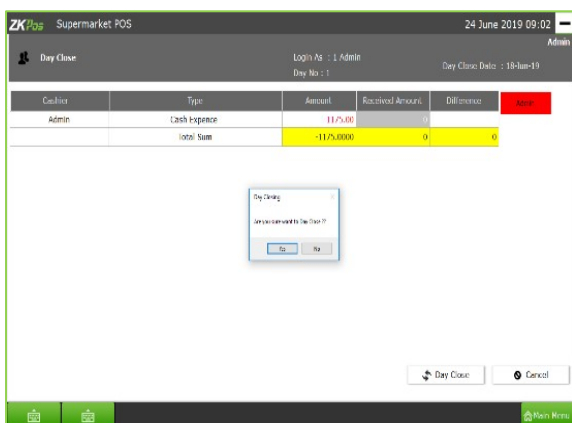 ZKPos Supermarket POS 24 June 2019 09:02
Admin
Day Close
Login As : 1 Admin
Day No : 1
Day Close Date : 18-Jun-19
Cashier Type Amount Received Amount Difference Admin
Admin Cash Expence 1175.00 0
Total Sum -1175.0000 0 0
Day Closing
Are you sure want to Day Close ??
Yes No
Day Close Cancel
Main Menu